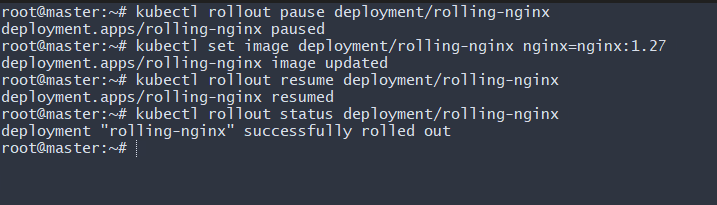 root@master:~# kubectl rollout pause deployment/rolling-nginx
deployment.apps/rolling-nginx paused
root@master:~# kubectl set image deployment/rolling-nginx nginx=nginx:1.27
deployment.apps/rolling-nginx image updated
root@master:~# kubectl rollout resume deployment/rolling-nginx
deployment.apps/rolling-nginx resumed
root@master:~# kubectl rollout status deployment/rolling-nginx
deployment "rolling-nginx" successfully rolled out
root@master:~#